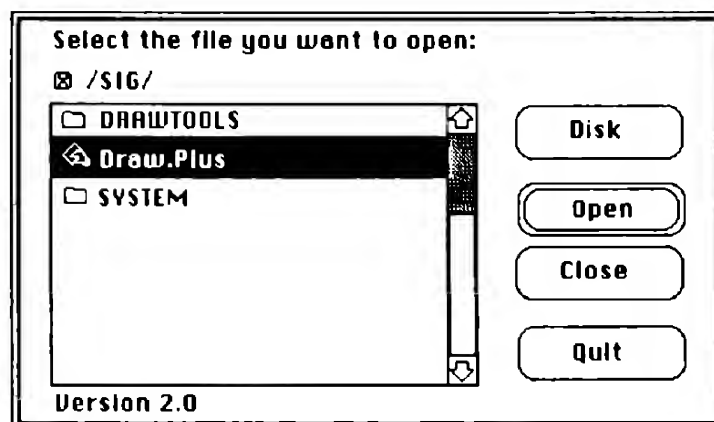 Select the file you want to open:
/SIG/
DRAWTOOLS
Draw.Plus
SYSTEM
Disk
Open
Close
Quit
Version 2.0